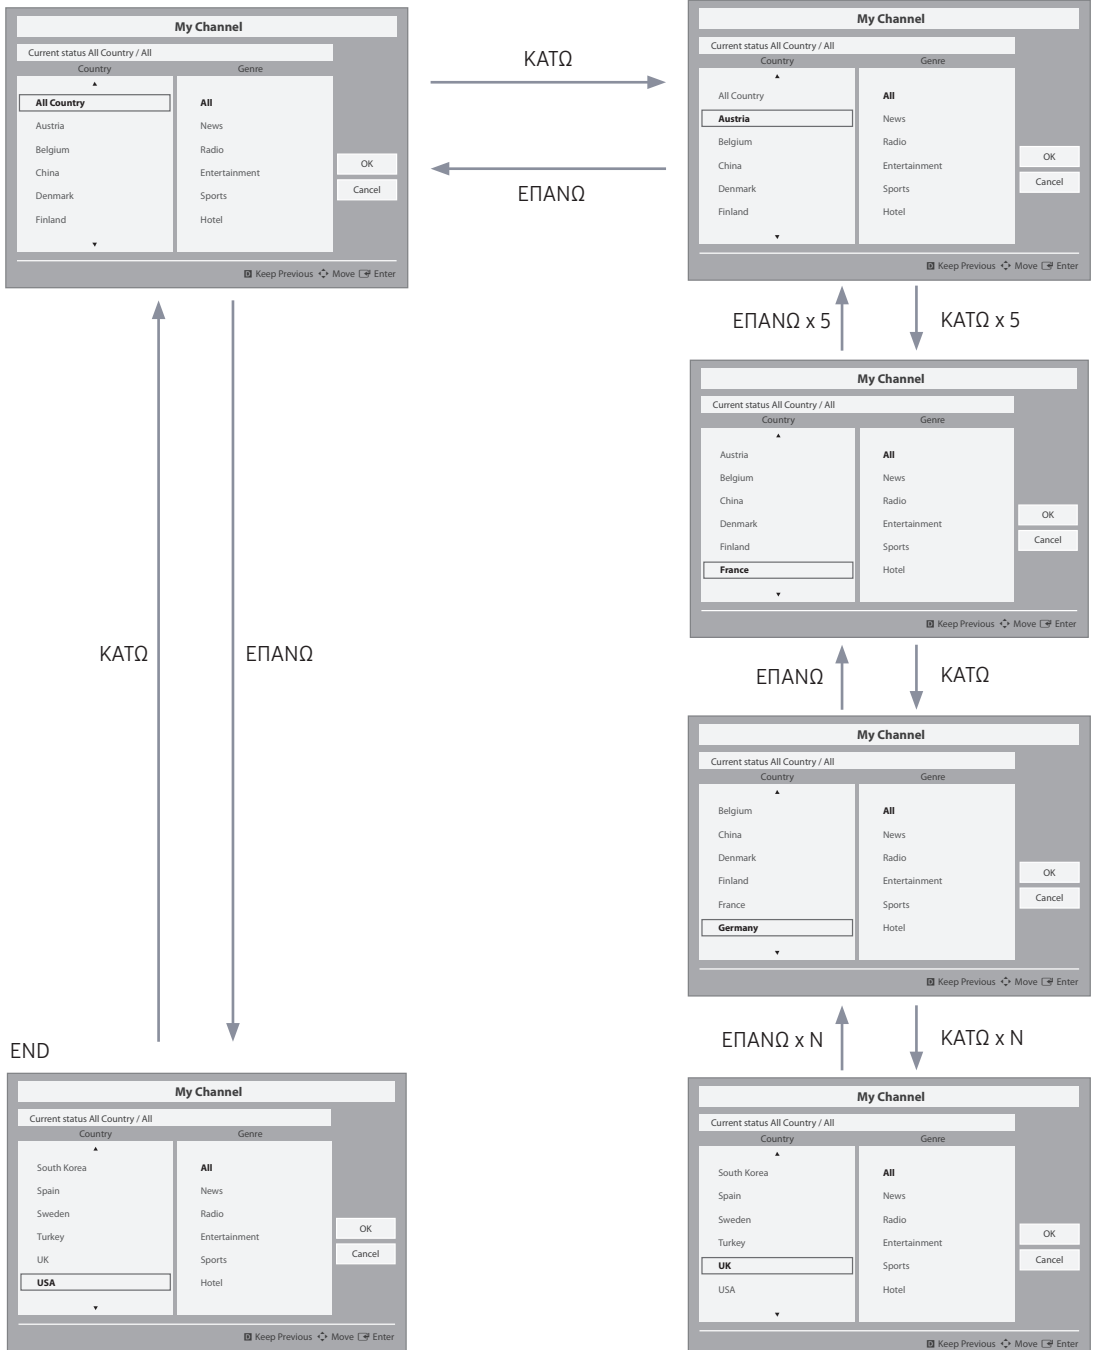 My Channel
Current status All Country / All
Country Genre
All Country All
Austria News
Belgium Radio
China Entertainment
Denmark Sports
Finland Hotel
OK
Cancel
D Keep Previous Move Enter
ΚΑΤΩ
ΕΠΑΝΩ
My Channel
Current status All Country / All
Country Genre
All Country All
Austria News
Belgium Radio
China Entertainment
Denmark Sports
Finland Hotel
OK
Cancel
D Keep Previous Move Enter
ΕΠΑΝΩ x 5 ΚΑΤΩ x 5
My Channel
Current status All Country / All
Country Genre
Austria All
Belgium News
China Radio
Denmark Entertainment
Finland Sports
France Hotel
OK
Cancel
D Keep Previous Move Enter
ΚΑΤΩ ΕΠΑΝΩ
ΕΠΑΝΩ ΚΑΤΩ
My Channel
Current status All Country / All
Country Genre
Belgium All
China News
Denmark Radio
Finland Entertainment
France Sports
Germany Hotel
OK
Cancel
D Keep Previous Move Enter
ΕΠΑΝΩ x N ΚΑΤΩ x N
END
My Channel
Current status All Country / All
Country Genre
South Korea All
Spain News
Sweden Radio
Turkey Entertainment
UK Sports
USA Hotel
OK
Cancel
D Keep Previous Move Enter
My Channel
Current status All Country / All
Country Genre
South Korea All
Spain News
Sweden Radio
Turkey Entertainment
UK Sports
USA Hotel
OK
Cancel
D Keep Previous Move Enter